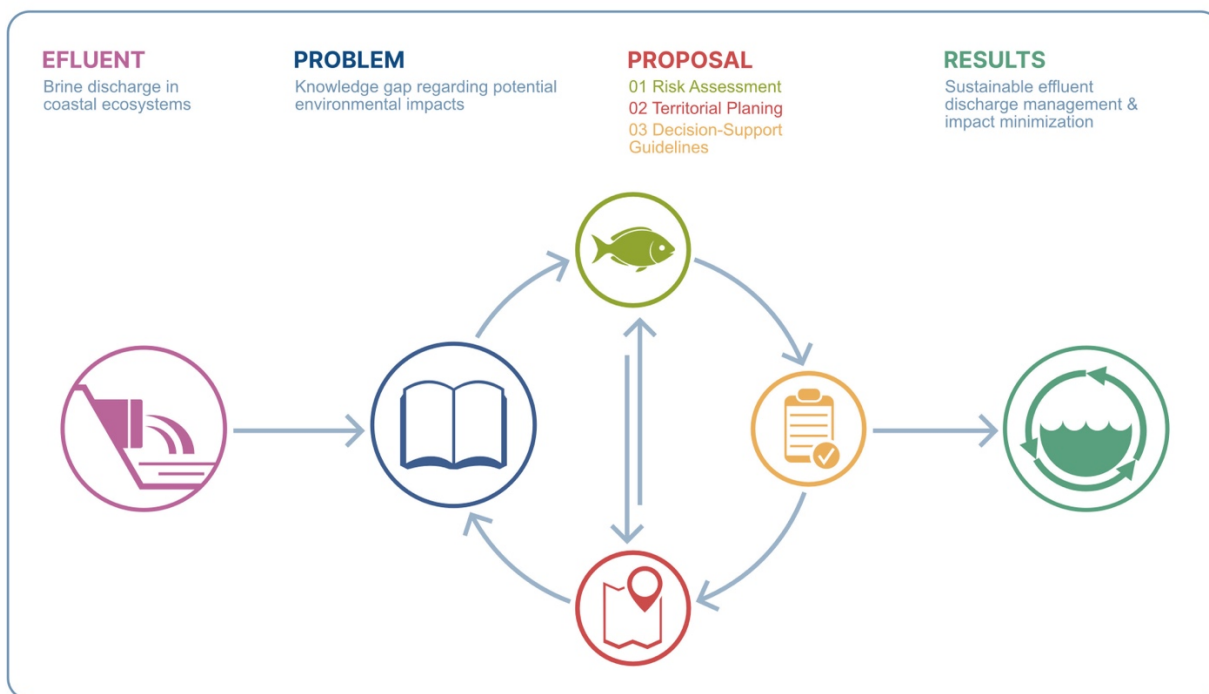 EFLUENT
Brine discharge in
coastal ecosystems
PROBLEM
Knowledge gap regarding potential
environmental impacts
PROPOSAL
01 Risk Assessment
02 Territorial Planing
03 Decision-Support
Guidelines
RESULTS
Sustainable effluent
discharge management &
impact minimization